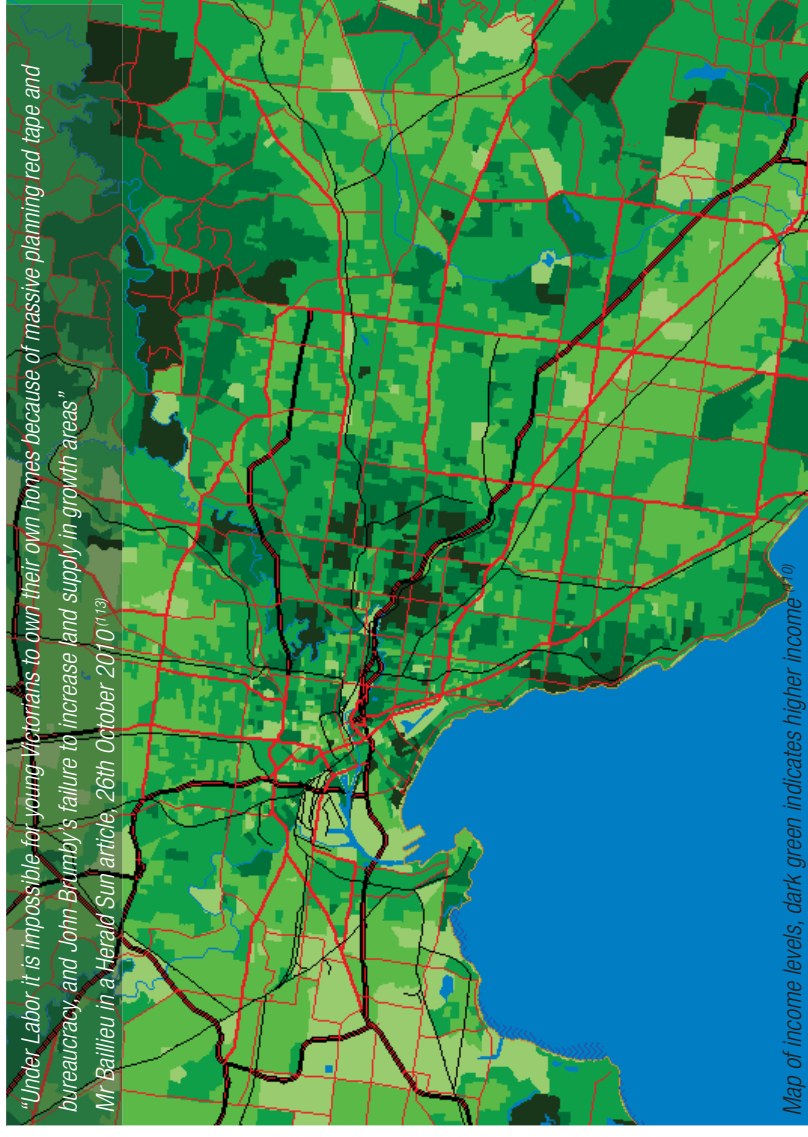 “Under Labor it is impossible for young Victorians to own their own homes because of massive planning red tape and
bureaucracy, and John Brumby’s failure to increase land supply in growth areas”
Mr Baillieu in a Herald Sun article, 26th October 2010 (113)
Map of income levels, dark green indicates higher income (110)